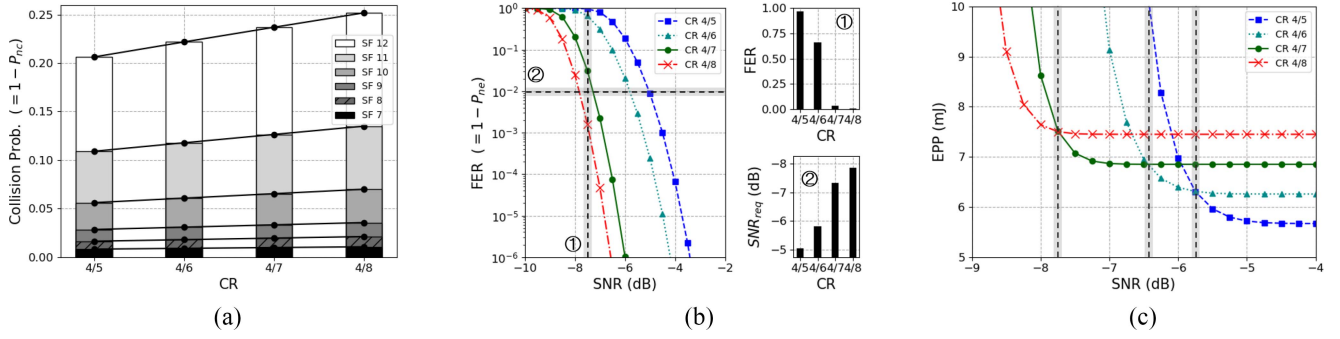 Collision Prob. (= 1 − P_nc)
0.25
0.20
0.15
0.10
0.05
0.00
SF 12
SF 11
SF 10
SF 9
SF 8
SF 7
4/5
4/6
4/7
4/8
CR
(a)
FER (= 1 − P_ne)
10⁰
10⁻¹
10⁻²
10⁻³
10⁻⁴
10⁻⁵
10⁻⁶
CR 4/5
CR 4/6
CR 4/7
CR 4/8
②
①
−10
−8
−6
−4
−2
SNR (dB)
FER
1.00
0.75
0.50
0.25
0.00
①
4/5
4/6
4/7
4/8
CR
SNR_req (dB)
-8
-7
-6
-5
②
4/5
4/6
4/7
4/8
CR
(b)
EPP (mJ)
10
9
8
7
6
5
CR 4/5
CR 4/6
CR 4/7
CR 4/8
−9
−8
−7
−6
−5
−4
SNR (dB)
(c)